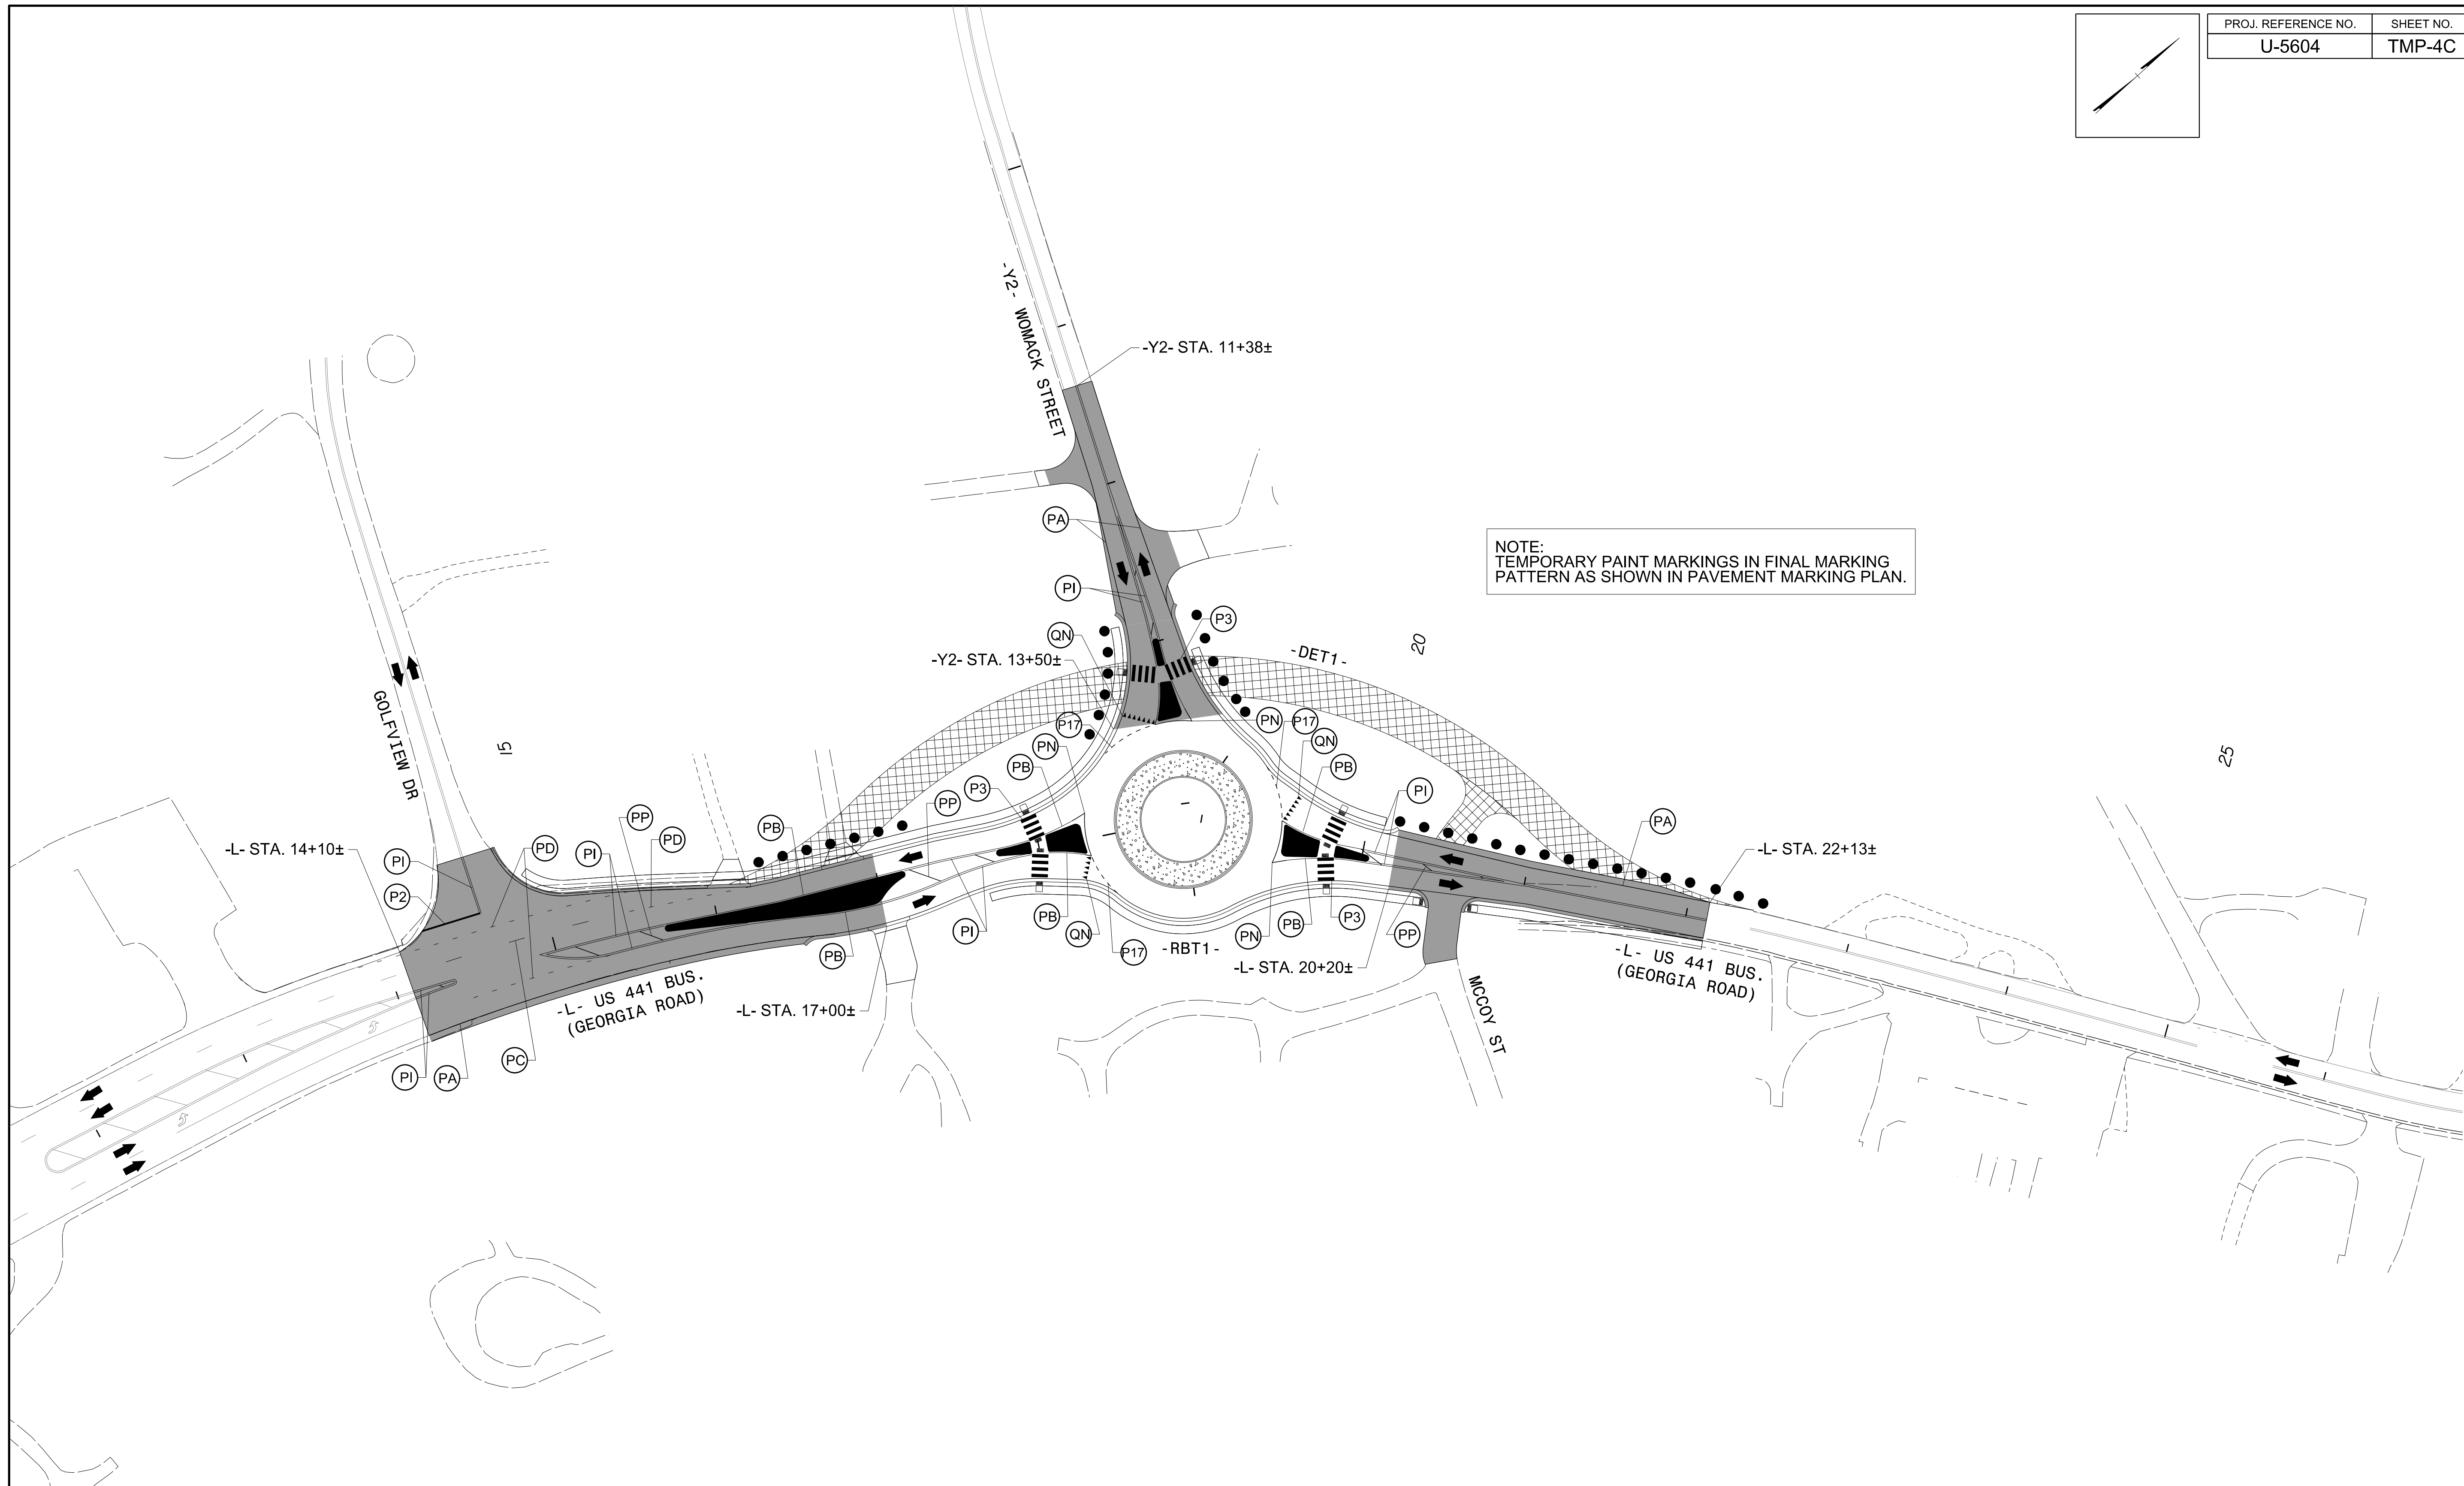 PROJ. REFERENCE NO.
SHEET NO.
U-5604
TMP-4C
-Y2- WOMACK STREET
-Y2- STA. 11+38±
PA
NOTE:
TEMPORARY PAINT MARKINGS IN FINAL MARKING
PATTERN AS SHOWN IN PAVEMENT MARKING PLAN.
PI
P3
QN
-Y2- STA. 13+50±
-DET1-
20
GOLFVIEW DR
15
P17
PN
PN
P17
QN
25
PB
PB
P3
PP
PI
PP
PD
PB
PA
-L- STA. 14+10±
PI
PD
PI
-L- STA. 22+13±
P2
PB
PI
QN
P17
-RBT1-
PN
PB
P3
PP
PB
-L- STA. 20+20±
-L- US 441 BUS.
(GEORGIA ROAD)
-L- US 441 BUS.
(GEORGIA ROAD)
-L- STA. 17+00±
MCCOY ST
PC
PI
PA